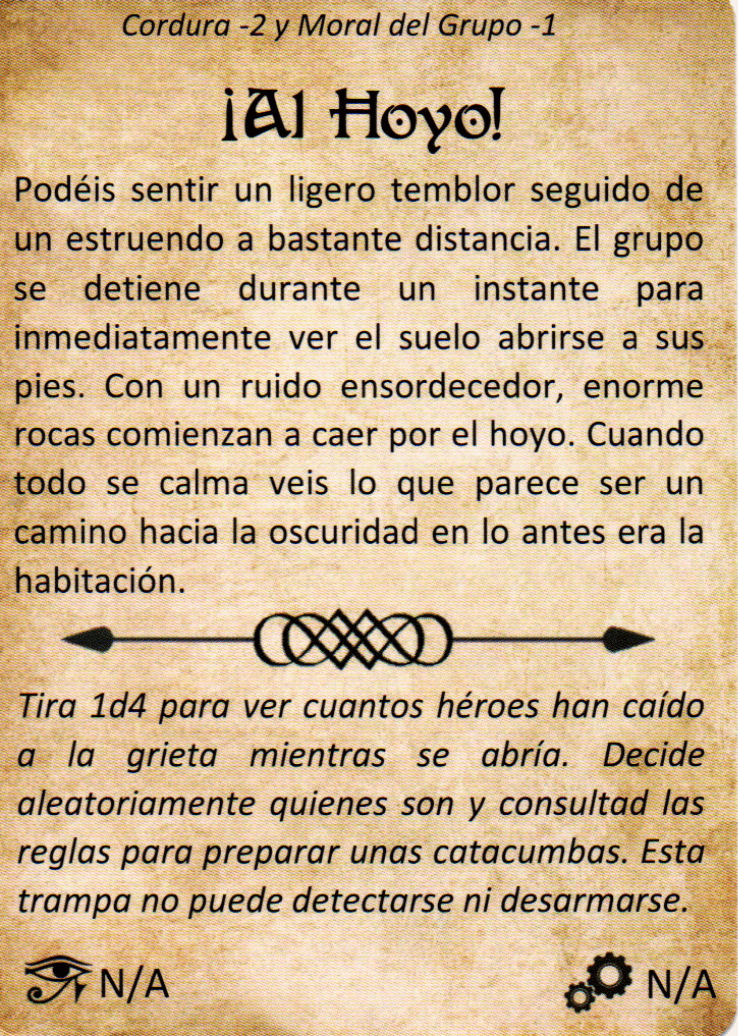 Cordura -2 y Moral del Grupo -1
¡Al Hoyo!
Podéis sentir un ligero temblor seguido de
un estruendo a bastante distancia. El grupo
se detiene durante un instante para
inmediatamente ver el suelo abrirse a sus
pies. Con un ruido ensordecedor, enorme
rocas comienzan a caer por el hoyo. Cuando
todo se calma veis lo que parece ser un
camino hacia la oscuridad en lo antes era la
habitación.
Tira 1d4 para ver cuantos héroes han caído
a la grieta mientras se abría. Decide
aleatoriamente quienes son y consultad las
reglas para preparar unas catacumbas. Esta
trampa no puede detectarse ni desarmarse.
N/A N/A